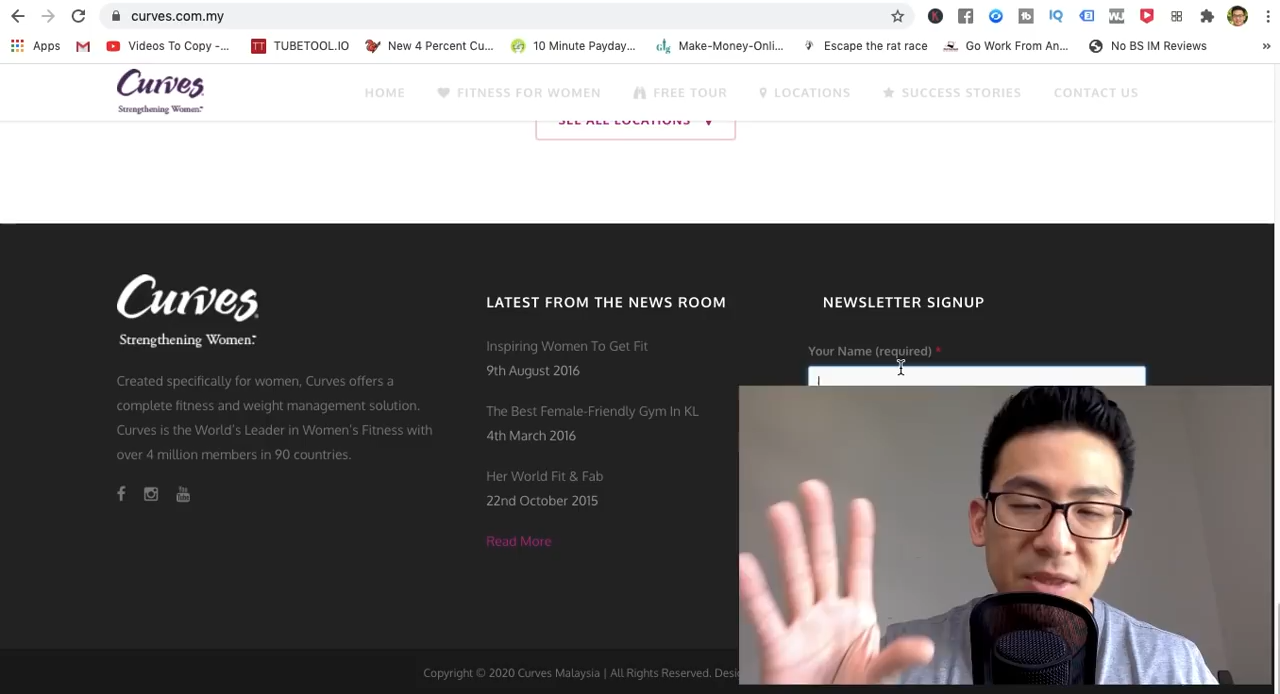 curves.com.my
Apps
Videos To Copy -...
TT TUBETOOL.IO
New 4 Percent Cu...
10 Minute Payday...
Make-Money-Onli...
Escape the rat race
Go Work From An...
No BS IM Reviews
»
Curves
Strengthening Women.™
HOME
FITNESS FOR WOMEN
FREE TOUR
LOCATIONS
SUCCESS STORIES
CONTACT US
SEE ALL LOCATIONS
Curves
Strengthening Women.™
Created specifically for women, Curves offers a
complete fitness and weight management solution.
Curves is the World's Leader in Women's Fitness with
over 4 million members in 90 countries.
LATEST FROM THE NEWS ROOM
Inspiring Women To Get Fit
9th August 2016
The Best Female-Friendly Gym In KL
4th March 2016
Her World Fit & Fab
22nd October 2015
Read More
NEWSLETTER SIGNUP
Your Name (required) *
Copyright © 2020 Curves Malaysia | All Rights Reserved.